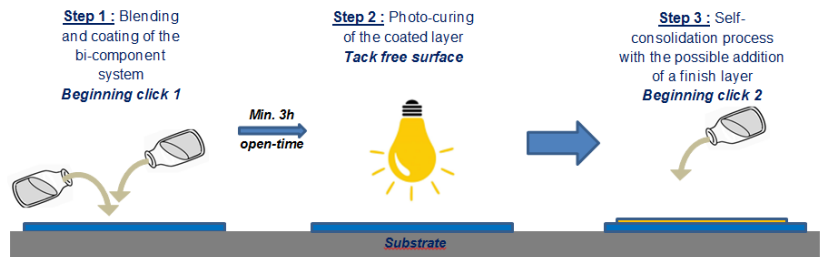 Step 1 : Blending
and coating of the
bi-component
system
Beginning click 1
Min. 3h
open-time
Step 2 : Photo-curing
of the coated layer
Tack free surface
Step 3 : Self-
consolidation process
with the possible addition
of a finish layer
Beginning click 2
Substrate